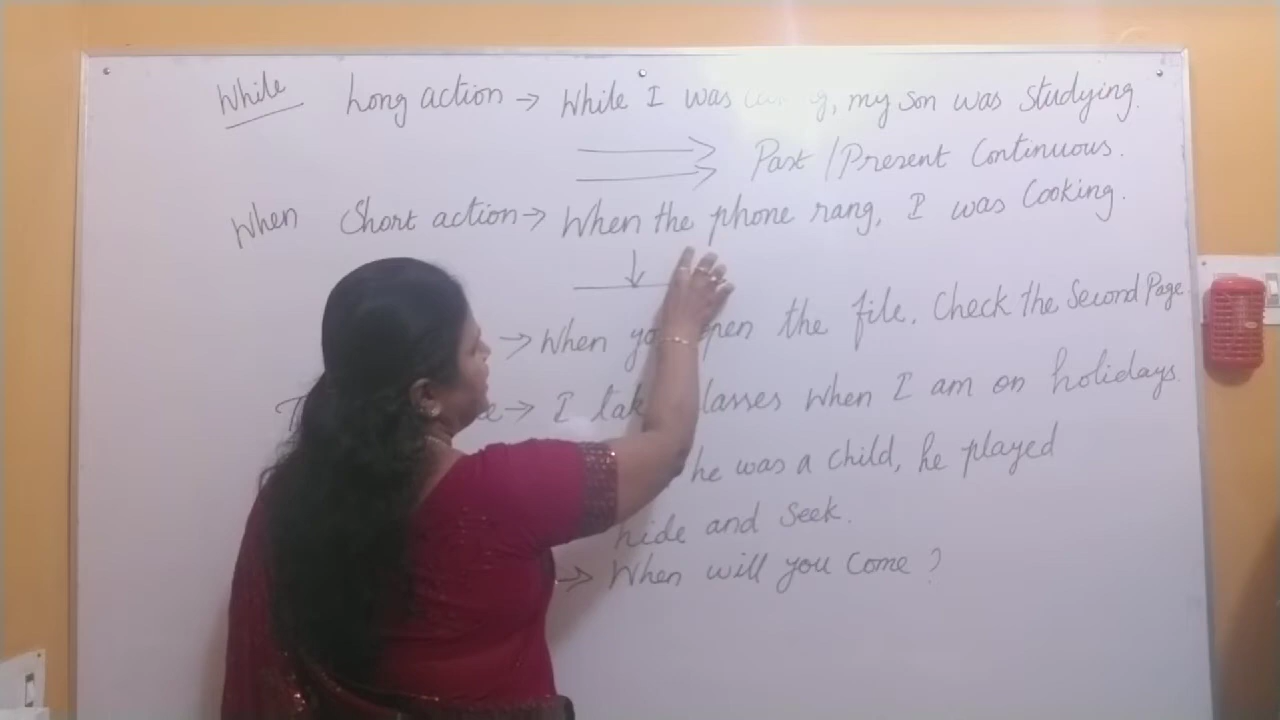 While Long action → While I was , my son was studying.
Past / Present Continuous.
When Short action → When the phone rang, I was Cooking.
→ When you open the file, Check the Second Page
→ I take classes when I am on holidays.
he was a child, he played
hide and Seek.
→ When will you Come ?